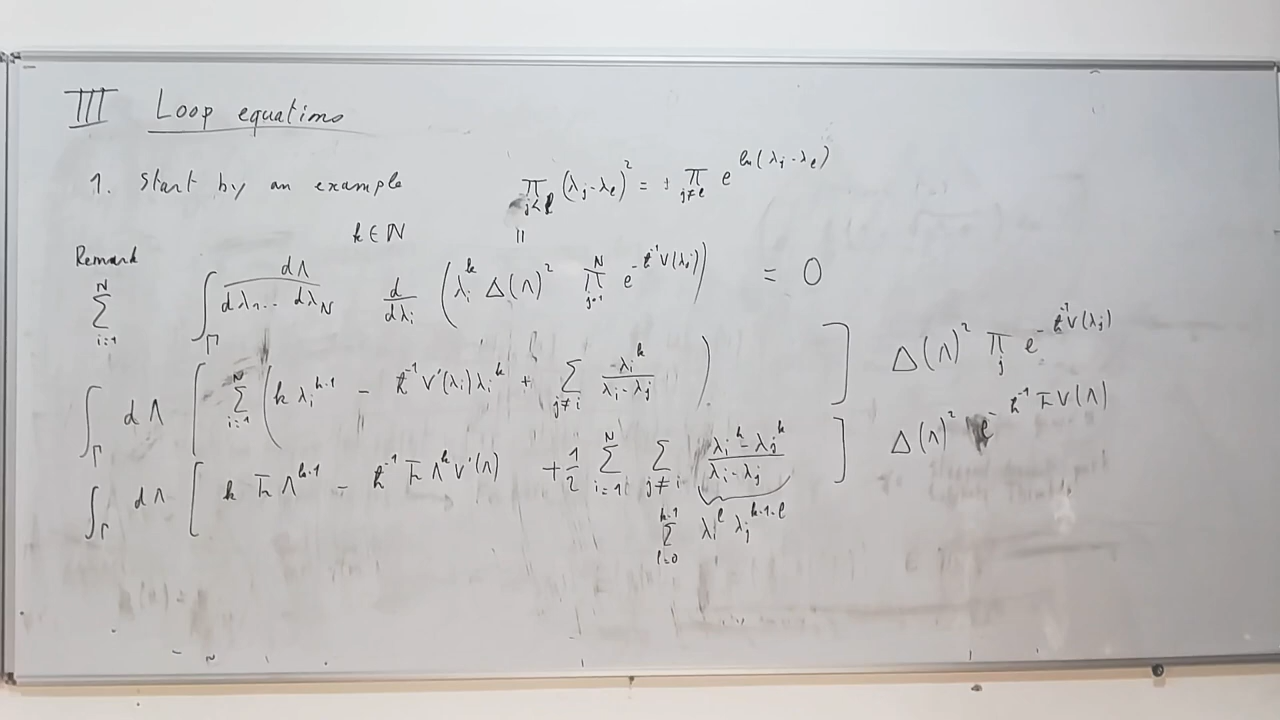 III Loop equations
1. Start by an example ∏_{j<ℓ} (λ_j - λ_ℓ)^2 = ± ∏_{j≠ℓ} e^{ln(λ_j - λ_ℓ)}
k ∈ ℕ ||
Remark
∑_{i=1}^{N} ∫_Γ dΛ / dλ_1 ... dλ_N d/dλ_i ( λ_i^k Δ(Λ)^2 ∏_{j=1}^{N} e^{-ℏ^{-1} V(λ_j)} ) = 0
∫_Γ dΛ [ ∑_{i=1}^{N} ( k λ_i^{k-1} - ℏ^{-1} V'(λ_i) λ_i^k + ∑_{j≠i} -λ_i^k / λ_i - λ_j ) ] Δ(Λ)^2 ∏_j e^{-ℏ^{-1} V(λ_j)}
∫_Γ dΛ [ k Tr Λ^{k-1} - ℏ^{-1} Tr Λ^k V'(Λ) + 1/2 ∑_{i=1}^{N} ∑_{j≠i} λ_i^k - λ_j^k / λ_i - λ_j ] Δ(Λ)^2 e^{-ℏ^{-1} Tr V(Λ)}
∑_{l=0}^{k-1} λ_i^l λ_j^{k-1-l}